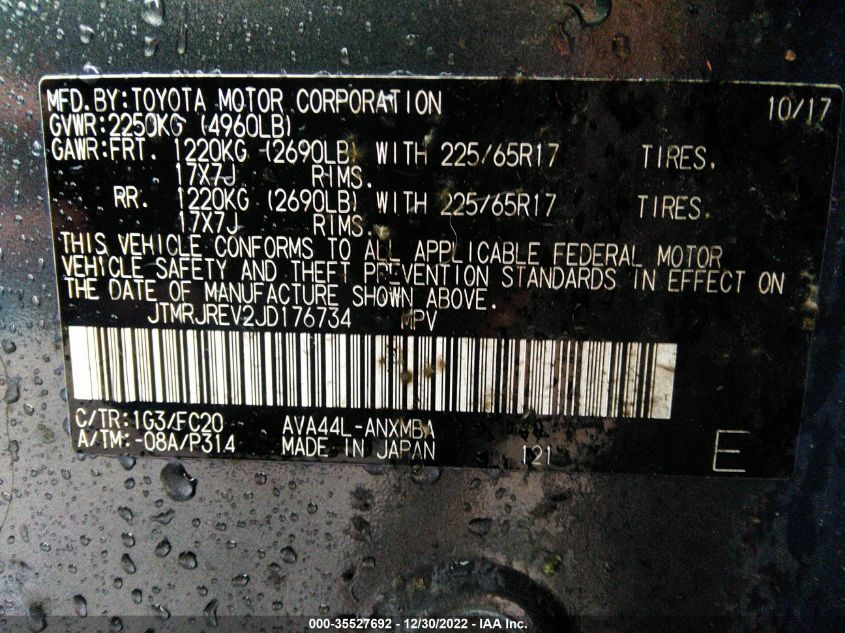 MFD.BY:TOYOTA MOTOR CORPORATION 10/17
GVWR:2250KG (4960LB)
GAWR:FRT. 1220KG (2690LB) WITH 225/65R17 TIRES.
17X7J RIMS.
RR. 1220KG (2690LB) WITH 225/65R17 TIRES.
17X7J RIMS.
THIS VEHICLE CONFORMS TO ALL APPLICABLE FEDERAL MOTOR
VEHICLE SAFETY AND THEFT PREVENTION STANDARDS IN EFFECT ON
THE DATE OF MANUFACTURE SHOWN ABOVE.
JTMRJREV2JD176734 MPV
C/TR:1G3/FC20 AVA44L-ANXMBA
A/TM:-08A/P314 MADE IN JAPAN 121 E
000-35527692 - 12/30/2022 - IAA Inc.